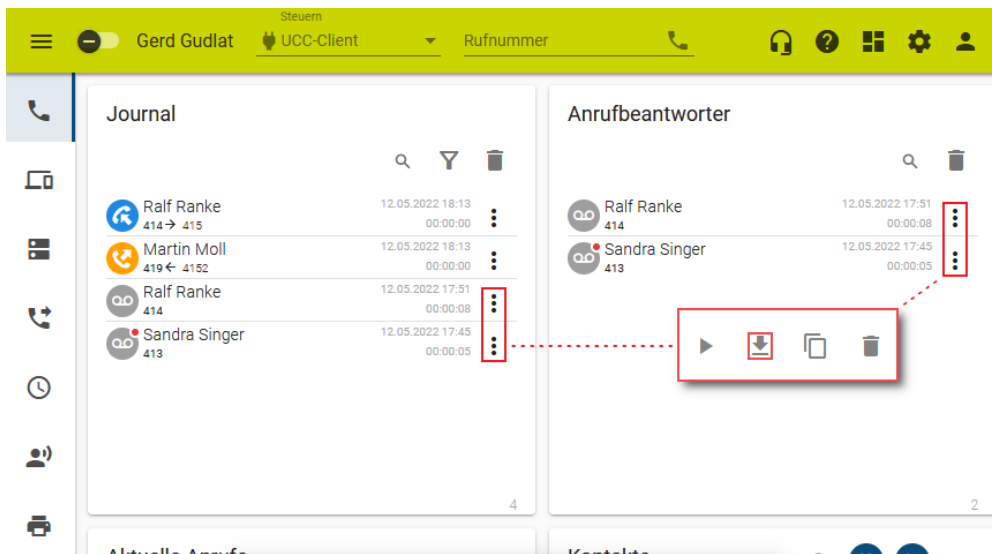 Steuern
Gerd Gudlat UCC-Client Rufnummer
Journal
Ralf Ranke 12.05.2022 18:13
414→ 415 00:00:00
Martin Moll 12.05.2022 18:13
419← 4152 00:00:00
Ralf Ranke 12.05.2022 17:51
414 00:00:08
Sandra Singer 12.05.2022 17:45
413 00:00:05
4
Anrufbeantworter
Ralf Ranke 12.05.2022 17:51
414 00:00:08
Sandra Singer 12.05.2022 17:45
413 00:00:05
2
Aktuelle Anrufe
Kontakte